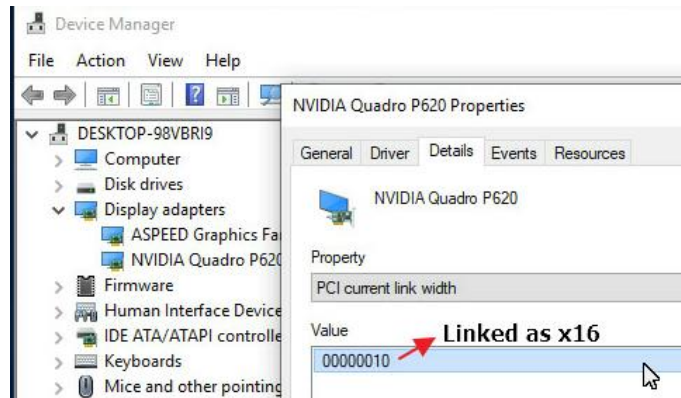 Device Manager
File Action View Help
DESKTOP-98VBRI9
Computer
Disk drives
Display adapters
ASPEED Graphics Fa
NVIDIA Quadro P620
Firmware
Human Interface Device
IDE ATA/ATAPI controlle
Keyboards
Mice and other pointing
NVIDIA Quadro P620 Properties
General Driver Details Events Resources
NVIDIA Quadro P620
Property
PCI current link width
Value
Linked as x16
00000010